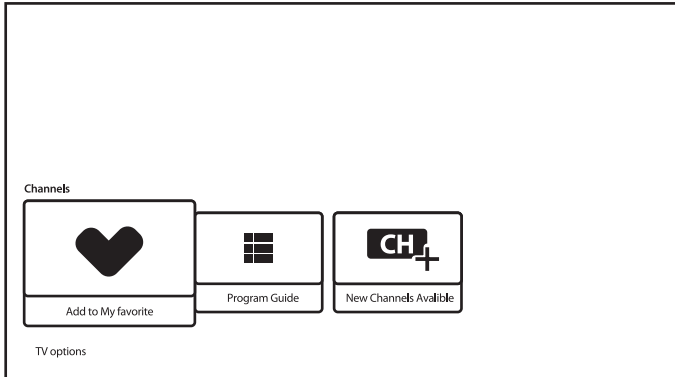 Channels
CH
Add to My favorite
Program Guide
New Channels Avalible
TV options